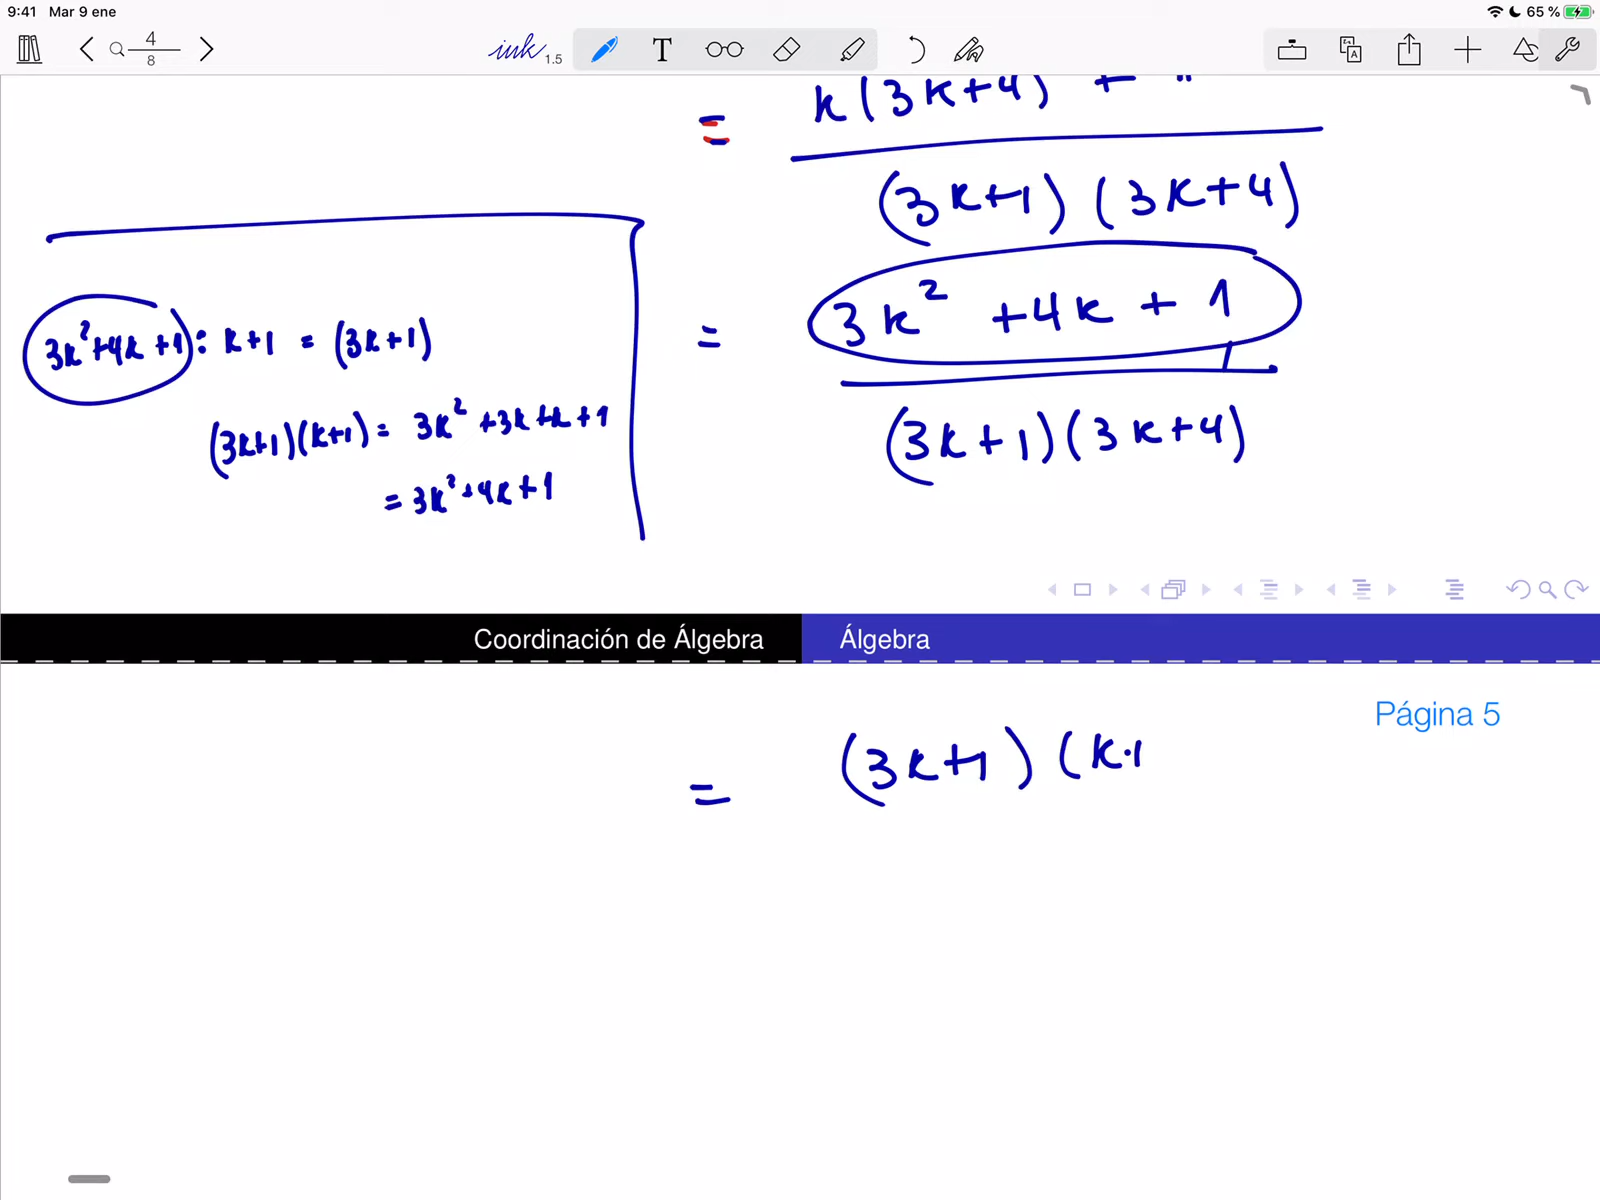 9:41 Mar 9 ene 65 %
4
8
ink 1.5 T
k(3k+4) +
=
(3k+1) (3k+4)
= 3k² + 4k + 1
(3k+1)(3k+4)
3k²+4k+1 : k+1 = (3k+1)
(3k+1)(k+1) = 3k² +3k+k+1
= 3k²+4k+1
Coordinación de Álgebra Álgebra
Página 5
= (3k+1) (k+